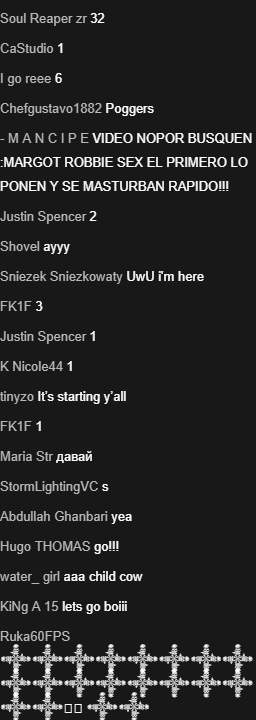 Soul Reaper zr 32
CaStudio 1
I go reee 6
Chefgustavo1882 Poggers
- M A N C I P E VIDEO NOPOR BUSQUEN
:MARGOT ROBBIE SEX EL PRIMERO LO
PONEN Y SE MASTURBAN RAPIDO!!!
Justin Spencer 2
Shovel ayyy
Sniezek Sniezkowaty UwU i'm here
FK1F 3
Justin Spencer 1
K Nicole44 1
tinyzo It's starting y'all
FK1F 1
Maria Str давай
StormLightingVC s
Abdullah Ghanbari yea
Hugo THOMAS go!!!
water_ girl aaa child cow
KiNg A 15 lets go boiii
Ruka60FPS